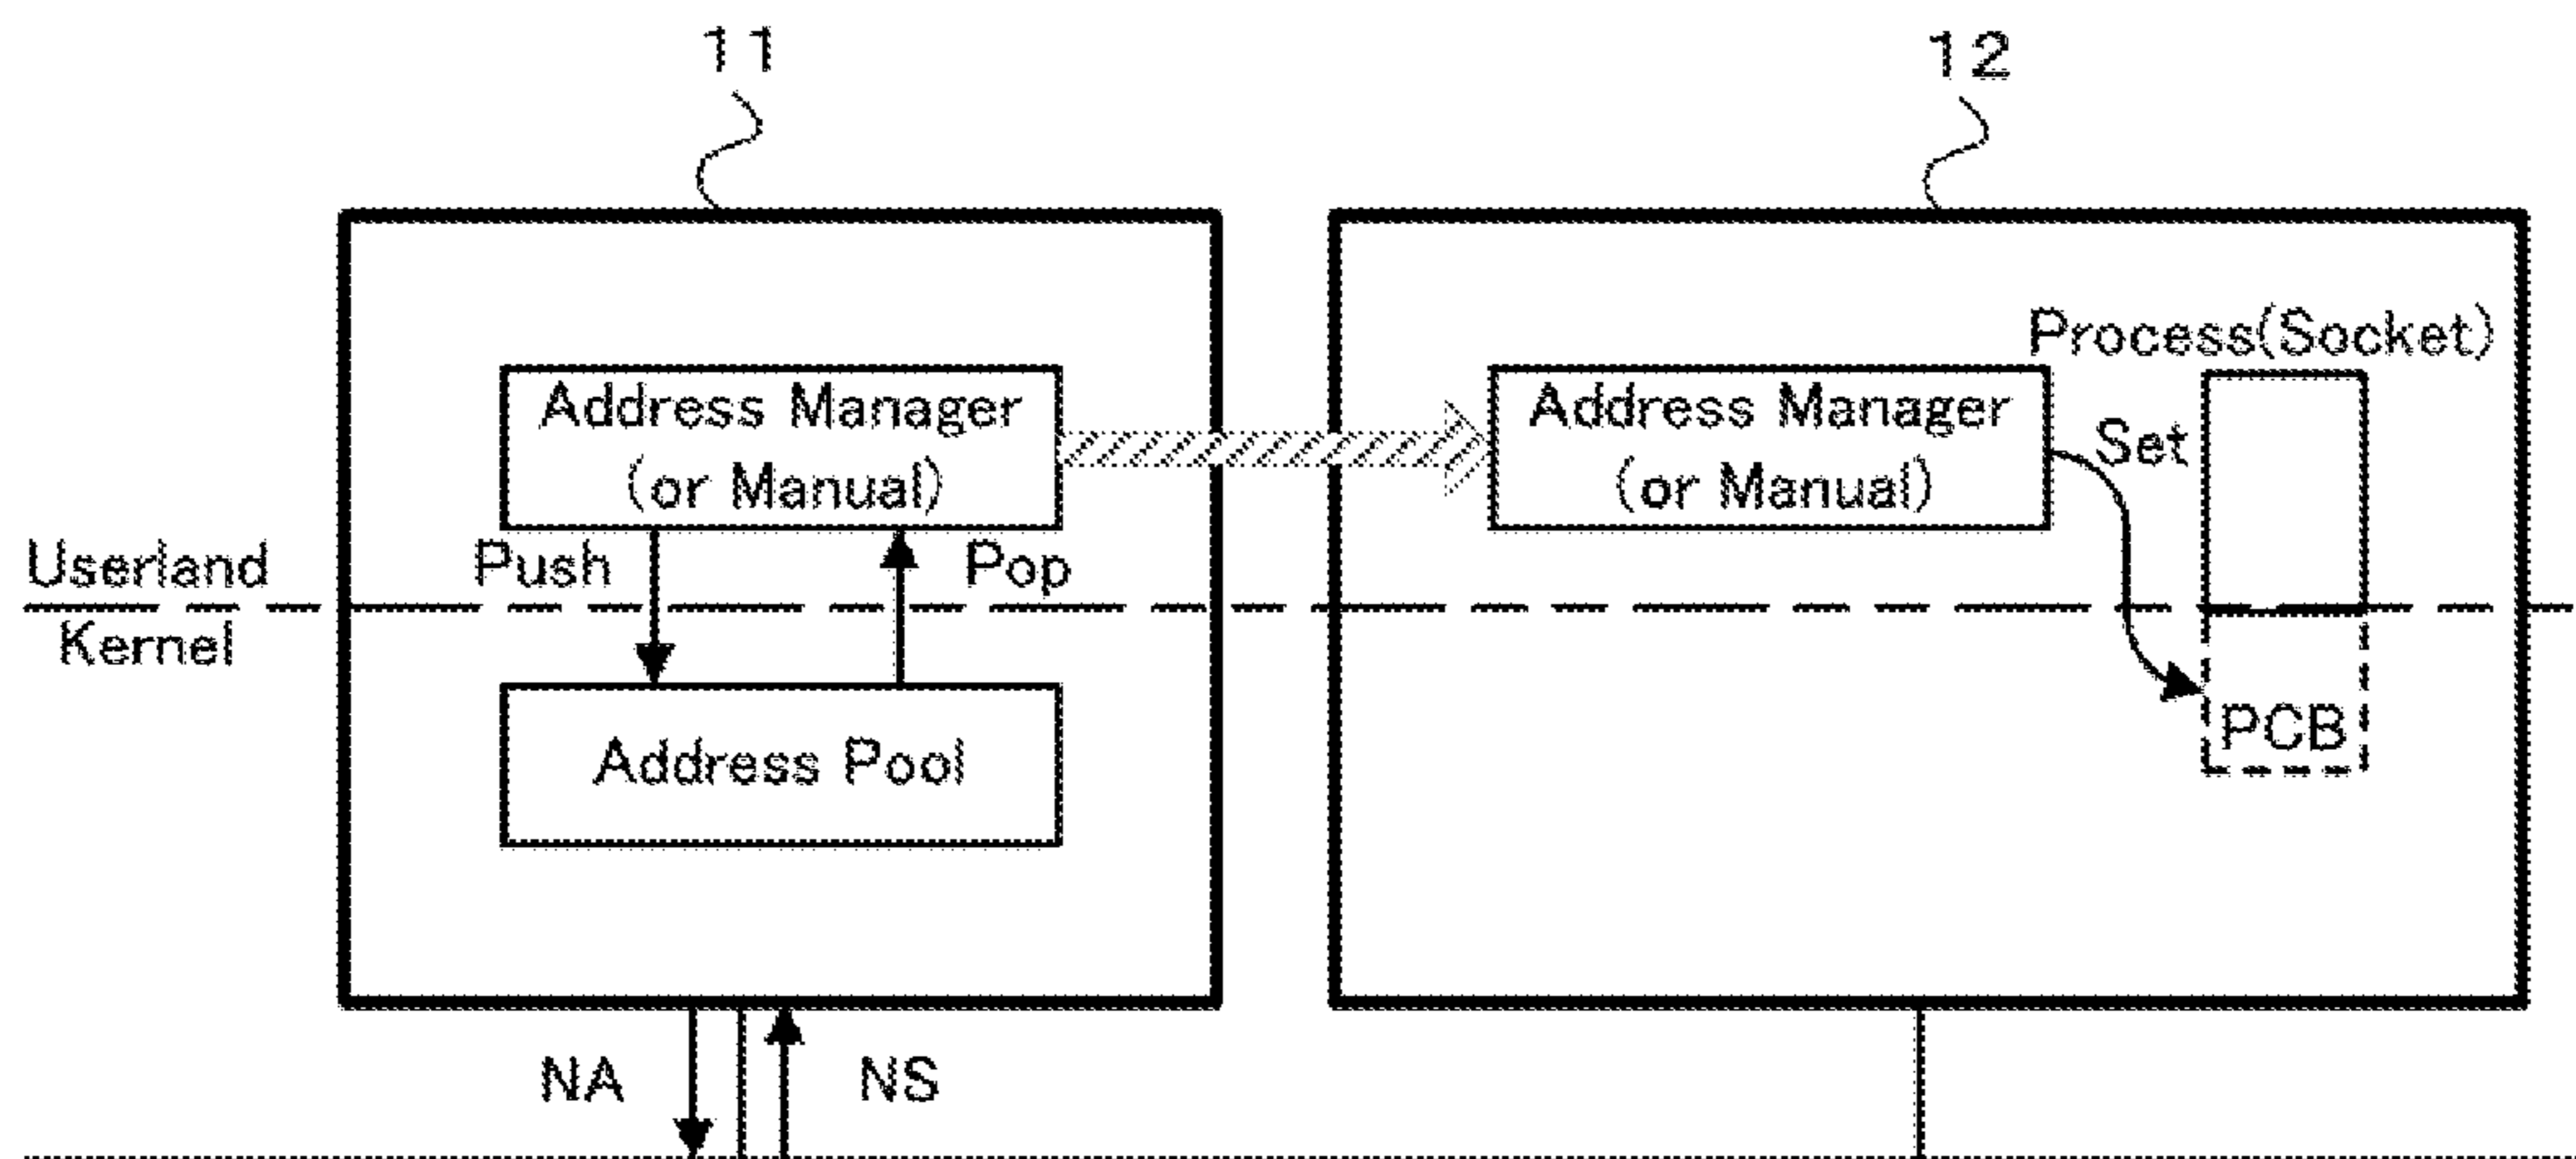 11
12
Process(Socket)
Address Manager
(or Manual)
Address Manager
(or Manual)
Set
Userland
Push
Pop
Kernel
Address Pool
PCB
NA
NS